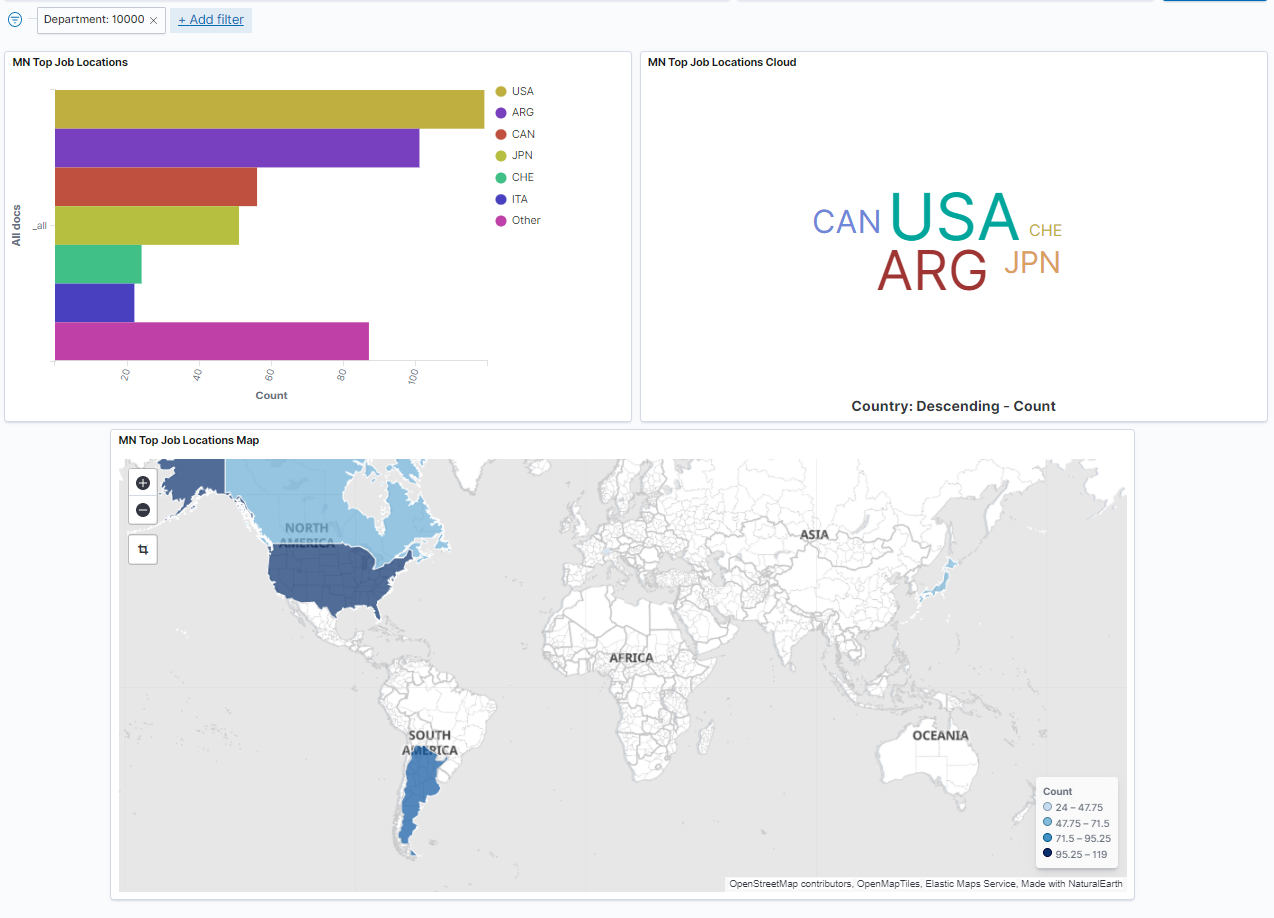 Department: 10000 ×
+ Add filter
MN Top Job Locations
USA
ARG
CAN
JPN
CHE
ITA
Other
All docs
_all
20
40
60
80
100
Count
MN Top Job Locations Cloud
CAN USA CHE
ARG JPN
Country: Descending - Count
MN Top Job Locations Map
NORTH
AMERICA
ASIA
AFRICA
SOUTH
AMERICA
OCEANIA
Count
24 – 47.75
47.75 – 71.5
71.5 – 95.25
95.25 – 119
OpenStreetMap contributors, OpenMapTiles, Elastic Maps Service, Made with NaturalEarth